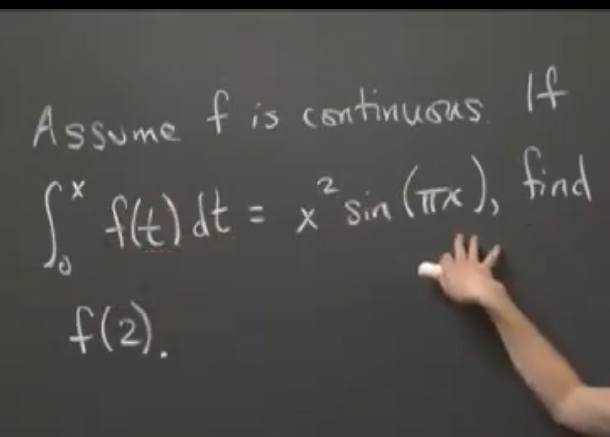 Assume f is continuous. If
∫₀ˣ f(t) dt = x² sin(πx), find
f(2).